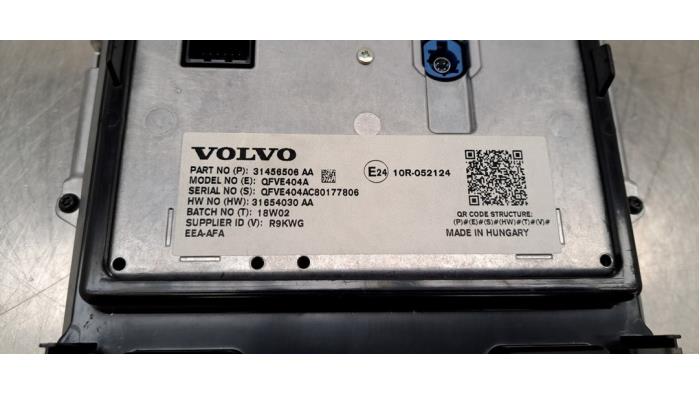 VOLVO
PART NO (P): 31456506 AA
MODEL NO (E): QFVE404A
SERIAL NO (S): QFVE404AC80177806
HW NO (HW): 31654030 AA
BATCH NO (T): 18W02
SUPPLIER ID (V): R9KWG
EEA-AFA
E24 10R-052124
QR CODE STRUCTURE:
(P)#(E)#(S)#(HW)#(T)#(V)#
MADE IN HUNGARY